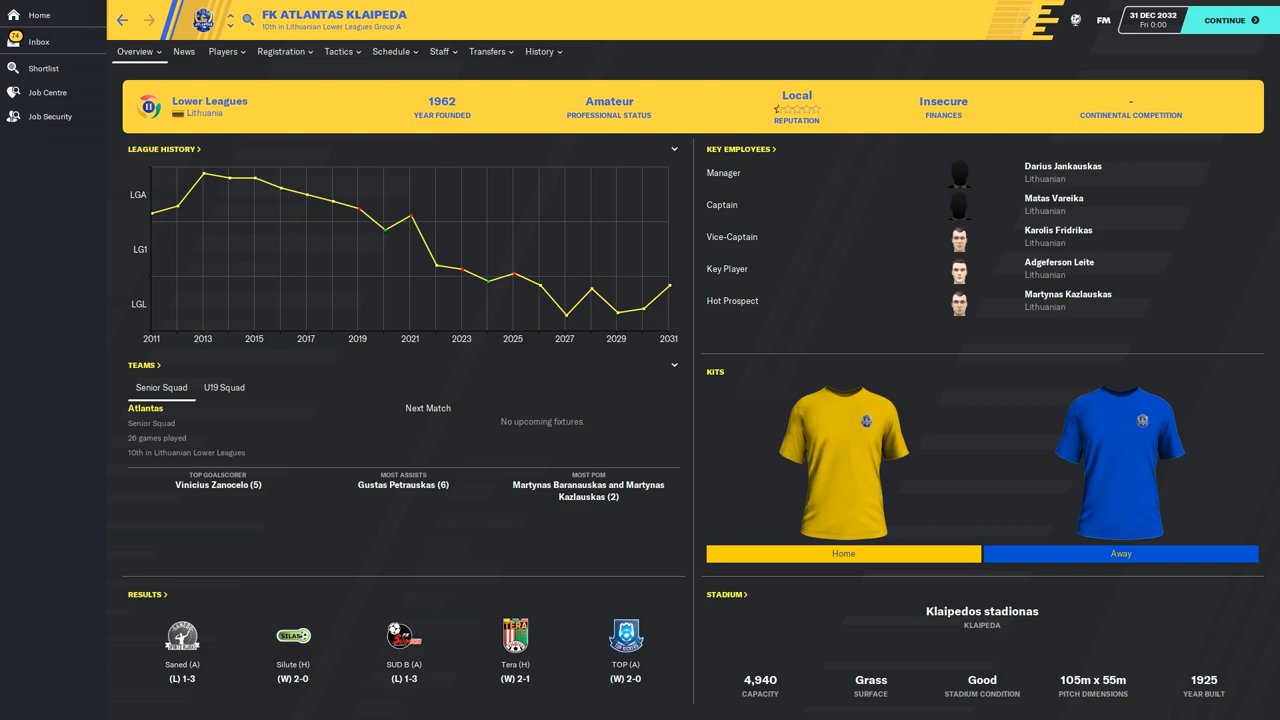 Home
74
Inbox
Shortlist
Job Centre
Job Security
FK ATLANTAS KLAIPEDA
10th in Lithuanian Lower Leagues Group A
FM
31 DEC 2032
Fri 0:00
CONTINUE
Overview
News
Players
Registration
Tactics
Schedule
Staff
Transfers
History
Lower Leagues
Lithuania
1962
YEAR FOUNDED
Amateur
PROFESSIONAL STATUS
Local
REPUTATION
Insecure
FINANCES
-
CONTINENTAL COMPETITION
LEAGUE HISTORY
LGA
LG1
LGL
2011 2013 2015 2017 2019 2021 2023 2025 2027 2029 2031
TEAMS
Senior Squad U19 Squad
Atlantas
Senior Squad
26 games played
10th in Lithuanian Lower Leagues
Next Match
No upcoming fixtures.
TOP GOALSCORER
Vinicius Zanocelo (5)
MOST ASSISTS
Gustas Petrauskas (6)
MOST POM
Martynas Baranauskas and Martynas
Kazlauskas (2)
RESULTS
Saned (A)
(L) 1-3
SILAS
Silute (H)
(W) 2-0
SUD B (A)
(L) 1-3
TERA
Tera (H)
(W) 2-1
TOP (A)
(W) 2-0
KEY EMPLOYEES
Manager
Darius Jankauskas
Lithuanian
Captain
Matas Vareika
Lithuanian
Vice-Captain
Karolis Fridrikas
Lithuanian
Key Player
Adgeferson Leite
Lithuanian
Hot Prospect
Martynas Kazlauskas
Lithuanian
KITS
Home
Away
STADIUM
Klaipedos stadionas
KLAIPEDA
4,940
CAPACITY
Grass
SURFACE
Good
STADIUM CONDITION
105m x 55m
PITCH DIMENSIONS
1925
YEAR BUILT